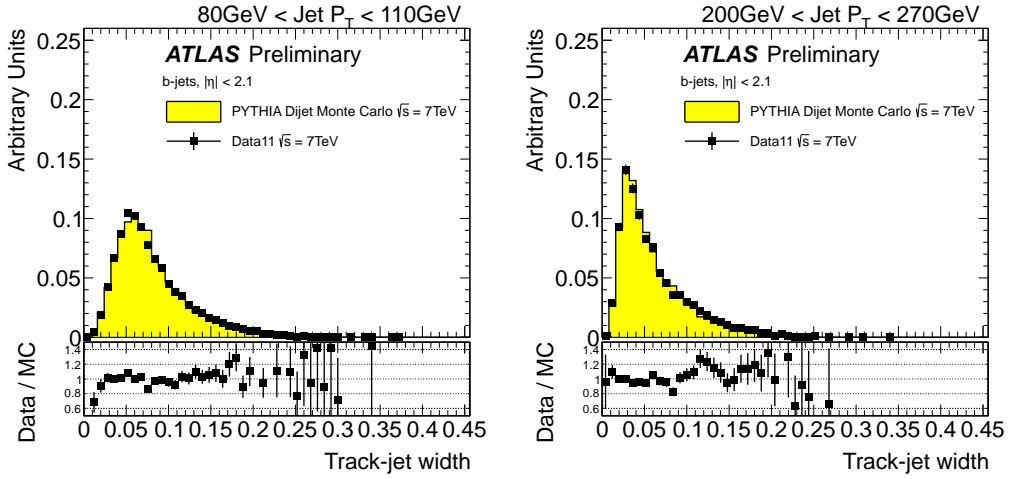 80GeV < Jet P_T < 110GeV
Arbitrary Units
0.25
0.2
0.15
0.1
0.05
0
ATLAS Preliminary
b-jets, |η| < 2.1
PYTHIA Dijet Monte Carlo √s = 7TeV
Data11 √s = 7TeV
Data / MC
1.4
1.2
1
0.8
0.6
0 0.05 0.1 0.15 0.2 0.25 0.3 0.35 0.4 0.45
Track-jet width
200GeV < Jet P_T < 270GeV
Arbitrary Units
0.25
0.2
0.15
0.1
0.05
0
ATLAS Preliminary
b-jets, |η| < 2.1
PYTHIA Dijet Monte Carlo √s = 7TeV
Data11 √s = 7TeV
Data / MC
1.4
1.2
1
0.8
0.6
0 0.05 0.1 0.15 0.2 0.25 0.3 0.35 0.4 0.45
Track-jet width